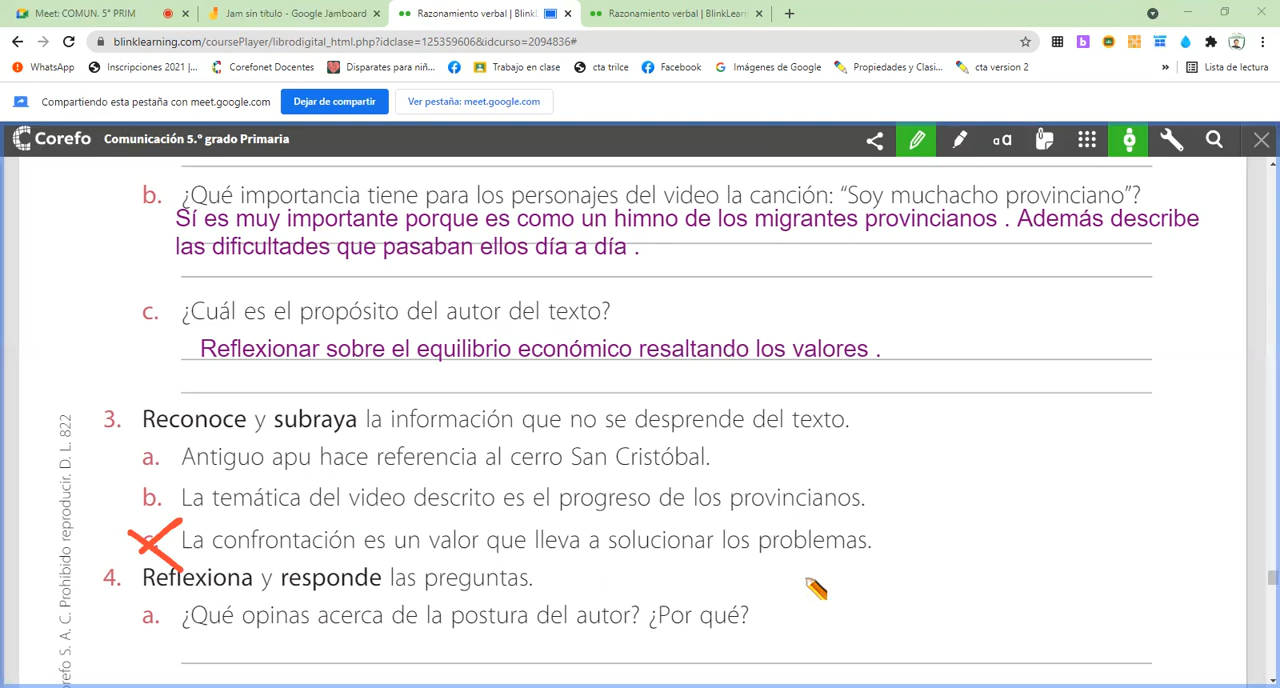 Meet: COMUN. 5° PRIM
Jam sin título - Google Jamboard
Razonamiento verbal | Blinkl
Razonamiento verbal | BlinkLearn
blinklearning.com/coursePlayer/librodigital_html.php?idclase=125359606&idcurso=2094836#
WhatsApp
Inscripciones 2021 |...
Corefonet Docentes
Disparates para niñ...
Trabajo en clase
cta trilce
Facebook
Imágenes de Google
Propiedades y Clasi...
cta version 2
»
Lista de lectura
Compartiendo esta pestaña con meet.google.com
Dejar de compartir
Ver pestaña: meet.google.com
Corefo Comunicación 5.° grado Primaria
aa
b. ¿Qué importancia tiene para los personajes del video la canción: “Soy muchacho provinciano”?
Sí es muy importante porque es como un himno de los migrantes provincianos . Además describe
las dificultades que pasaban ellos día a día .
c. ¿Cuál es el propósito del autor del texto?
Reflexionar sobre el equilibrio económico resaltando los valores .
3. Reconoce y subraya la información que no se desprende del texto.
a. Antiguo apu hace referencia al cerro San Cristóbal.
b. La temática del video descrito es el progreso de los provincianos.
c. La confrontación es un valor que lleva a solucionar los problemas.
4. Reflexiona y responde las preguntas.
a. ¿Qué opinas acerca de la postura del autor? ¿Por qué?
orefo S. A. C. Prohibido reproducir. D. L. 822